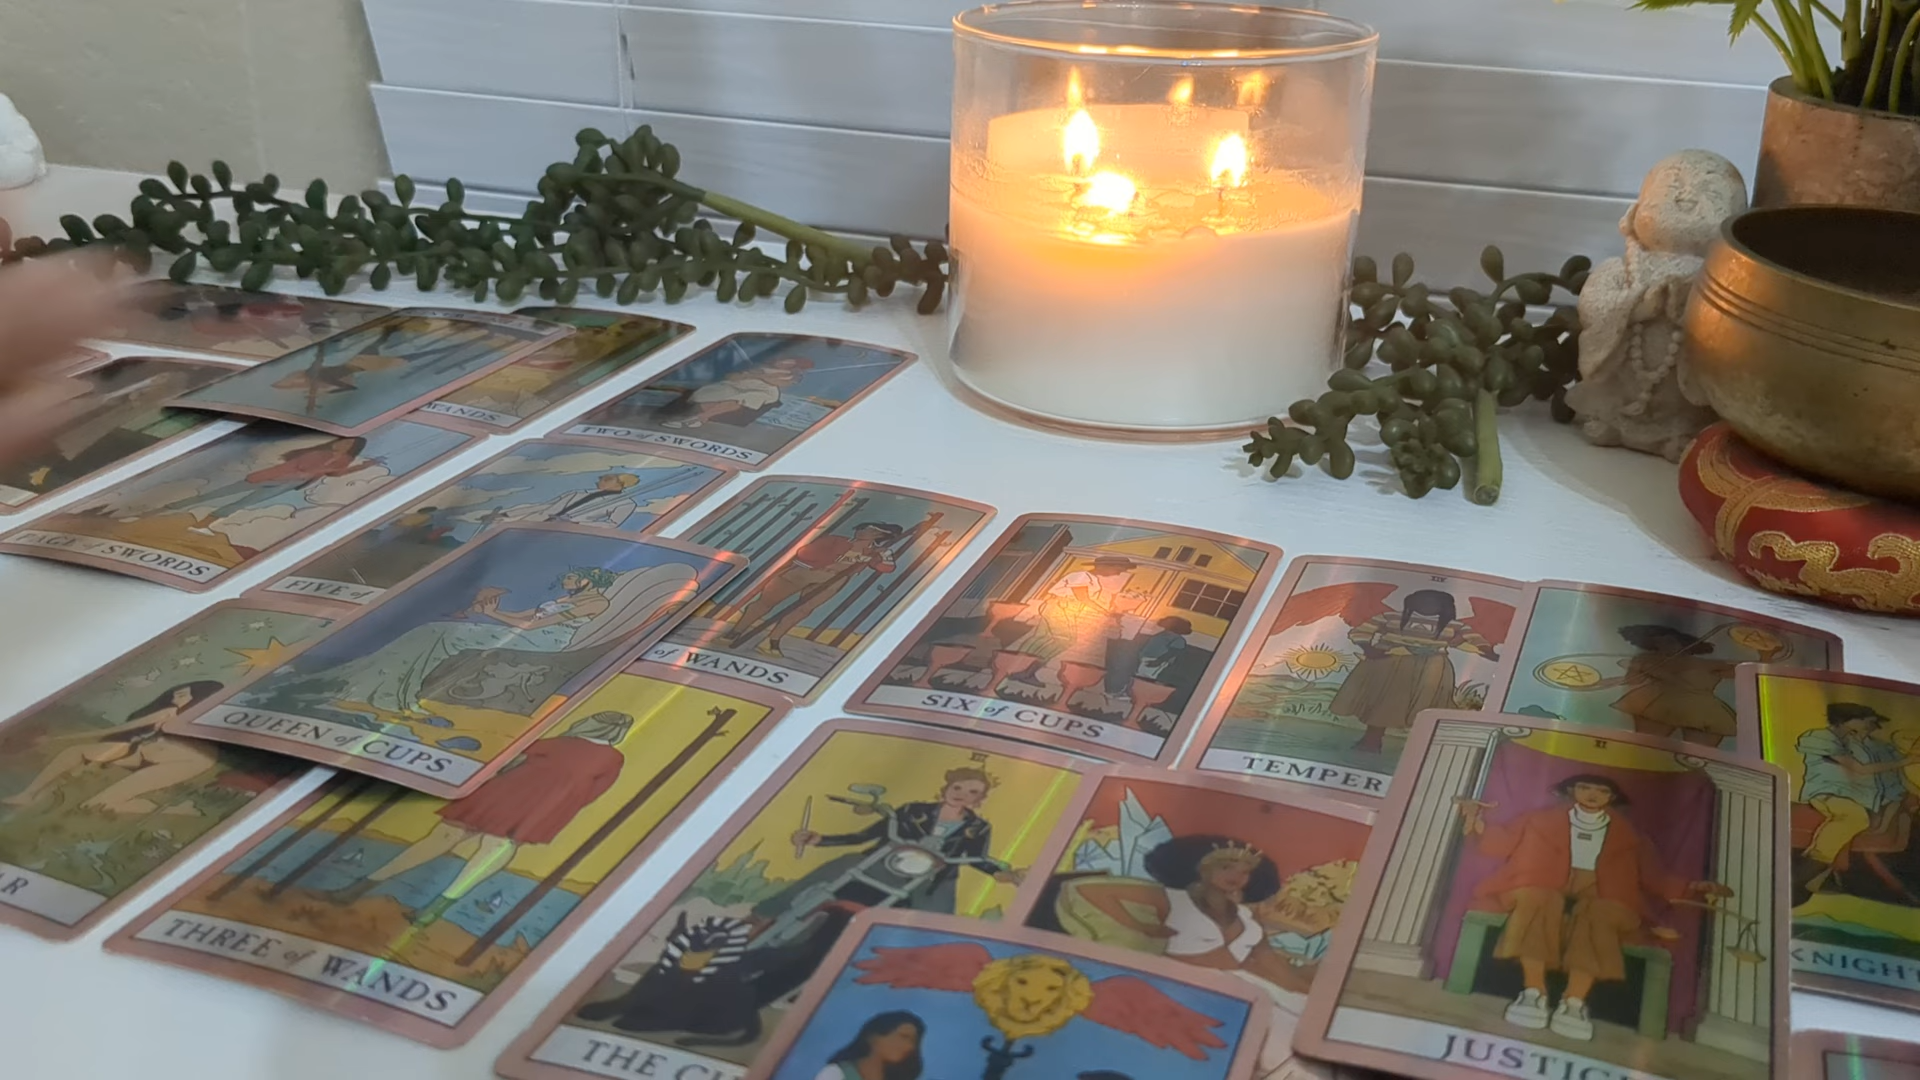 WANDS
TWO of SWORDS
PAGE of SWORDS
FIVE of
of WANDS
SIX of CUPS
QUEEN of CUPS
TEMPER
AR
THREE of WANDS
KNIGHT
THE C
JUSTIC